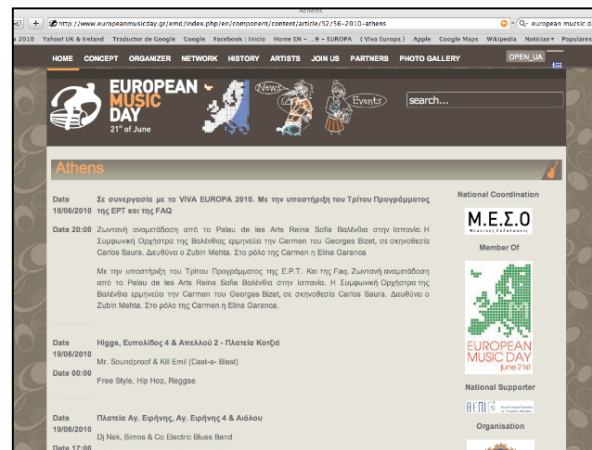 Athens
http://www.europeanmusicday.gr/emd/index.php/en/component/content/article/52/56-2010-athens
european music d
2010 Yahoo! UK & Ireland Traductor de Google Google Facebook | Inicio Home EN - ...9 - EUROPA (Viva Europa) Apple Google Maps Wikipedia Noticias Populares
HOME CONCEPT ORGANIZER NETWORK HISTORY ARTISTS JOIN US PARTNERS PHOTO GALLERY OPEN_UA
EUROPEAN
MUSIC
DAY
21st of June
News
Events
search...
Athens
Date
18/06/2010
Σε συνεργασία με το VIVA EUROPA 2010. Με την υποστήριξη του Τρίτου Προγράμματος
της ΕΡΤ και της FAQ
Date 20:00
Ζωντανή αναμετάδοση από το Palau de les Arts Reina Sofia Βαλένθια στην Ισπανία. Η
Συμφωνική Ορχήστρα της Βαλένθιας ερμηνεύει την Carmen του Georges Bizet, σε σκηνοθεσία
Carlos Saura. Διευθύνει ο Zubin Mehta. Στο ρόλο της Carmen η Elina Garanca
Με την υποστήριξη του Τρίτου Προγράμματος της Ε.Ρ.Τ. Και της Faq. Ζωντανή αναμετάδοση
από το Palau de les Arts Reina Sofia Βαλένθια στην Ισπανία. Η Συμφωνική Ορχήστρα της
Βαλένθια ερμηνεύει την Carmen του Georges Bizet, σε σκηνοθεσία Carlos Saura. Διευθύνει ο
Zubin Mehta. Στο ρόλο της Carmen η Elina Garanca.
Date
19/06/2010
Higgs, Ευπολίδος 4 & Απελλού 2 - Πλατεία Κοτζιά
Mr. Soundproof & Kill Emil (Cast-a- Blast)
Date 00:00
Free Style, Hip Hop, Reggae
Date
19/06/2010
Πλατεία Αγ. Ειρήνης, Αγ. Ειρήνης 4 & Αιόλου
Dj Nek, Simos & Co Electric Blues Band
Date 17:00
National Coordination
Μ.Ε.Σ.Ο
Μουσικές Εκδηλώσεις
Member Of
EUROPEAN
MUSIC DAY
june 21st
National Supporter
ΑΕΠΙ
Organisation